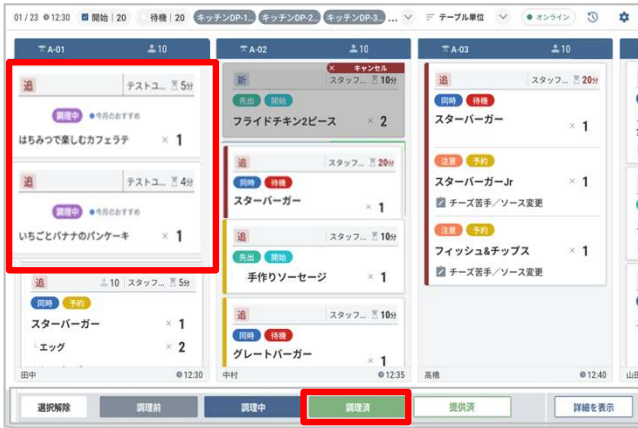 01 / 23 12:30 開始 | 20 待機 | 20 キッチンDP-1... キッチンDP-2... キッチンDP-3... ... テーブル単位 オンライン
A-01 10
追 テストユ... 5分
調理中 今月のおすすめ
はちみつで楽しむカフェラテ × 1
追 テストユ... 4分
調理中 今月のおすすめ
いちごとバナナのパンケーキ × 1
追 10 スタッフ... 5分
同時 予約
スターバーガー × 1
エッグ × 2
田中 12:30
A-02 10
× キャンセル
新 スタッフ... 10分
先出 開始
フライドチキン2ピース × 2
追 スタッフ... 20分
同時 待機
スターバーガー × 1
追 スタッフ... 10分
先出 開始
手作りソーセージ × 1
追 スタッフ... 10分
同時 待機
グレートバーガー × 1
中村 12:35
A-03 10
追 スタッフ... 20分
同時 待機
スターバーガー × 1
注意 予約
スターバーガーJr × 1
チーズ苦手／ソース変更
注意 予約
フィッシュ&チップス × 1
チーズ苦手／ソース変更
高橋 12:40
選択解除 調理前 調理中 調理済 提供済 詳細を表示